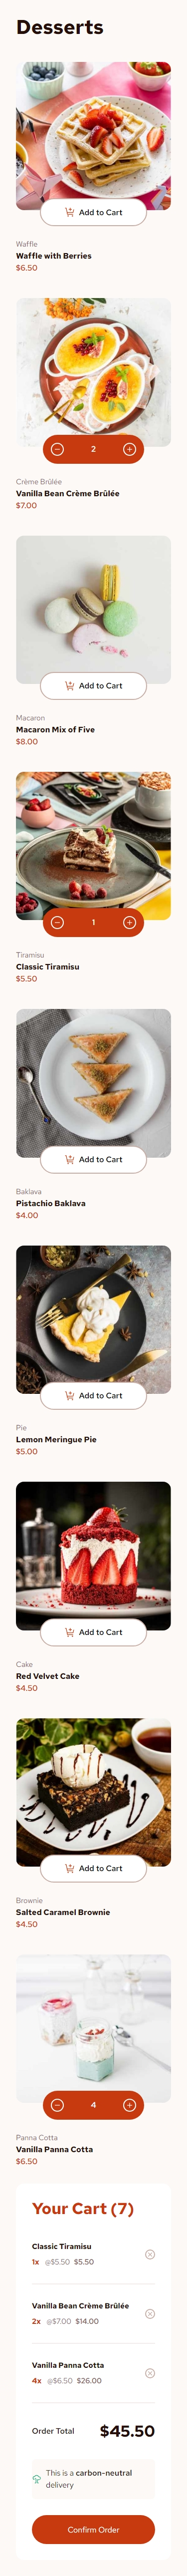 Desserts
Add to Cart
Waffle
Waffle with Berries
$6.50
2
Crème Brûlée
Vanilla Bean Crème Brûlée
$7.00
Add to Cart
Macaron
Macaron Mix of Five
$8.00
1
Tiramisu
Classic Tiramisu
$5.50
Add to Cart
Baklava
Pistachio Baklava
$4.00
Add to Cart
Pie
Lemon Meringue Pie
$5.00
Add to Cart
Cake
Red Velvet Cake
$4.50
Add to Cart
Brownie
Salted Caramel Brownie
$4.50
4
Panna Cotta
Vanilla Panna Cotta
$6.50
Your Cart (7)
Classic Tiramisu
1x @$5.50 $5.50
Vanilla Bean Crème Brûlée
2x @$7.00 $14.00
Vanilla Panna Cotta
4x @$6.50 $26.00
Order Total $45.50
This is a carbon-neutral
delivery
Confirm Order